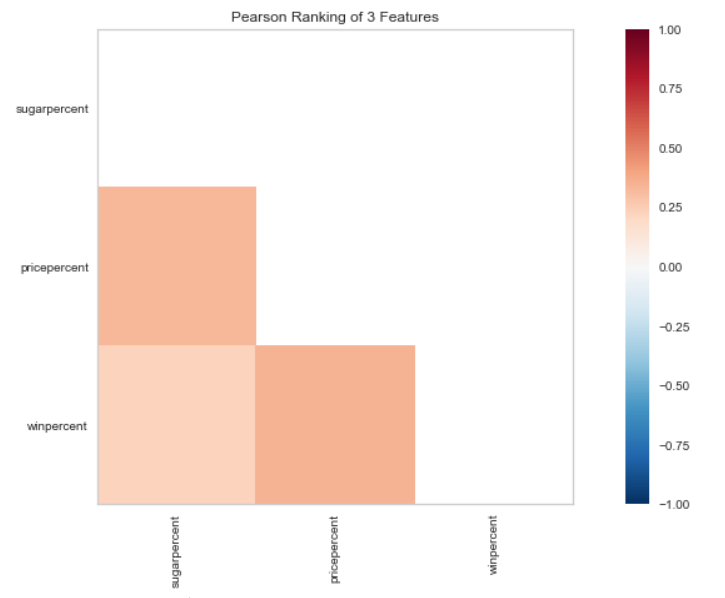 Pearson Ranking of 3 Features
sugarpercent
pricepercent
winpercent
sugarpercent
pricepercent
winpercent
1.00
0.75
0.50
0.25
0.00
−0.25
−0.50
−0.75
−1.00